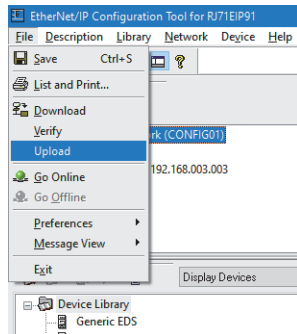 EtherNet/IP Configuration Tool for RJ71EIP91
File Description Library Network Device Help
Save Ctrl+S
List and Print...
Download
Verify
Upload
rk (CONFIG01)
Go Online
192.168.003.003
Go Offline
Preferences
Message View
Exit
Display Devices
Device Library
Generic EDS